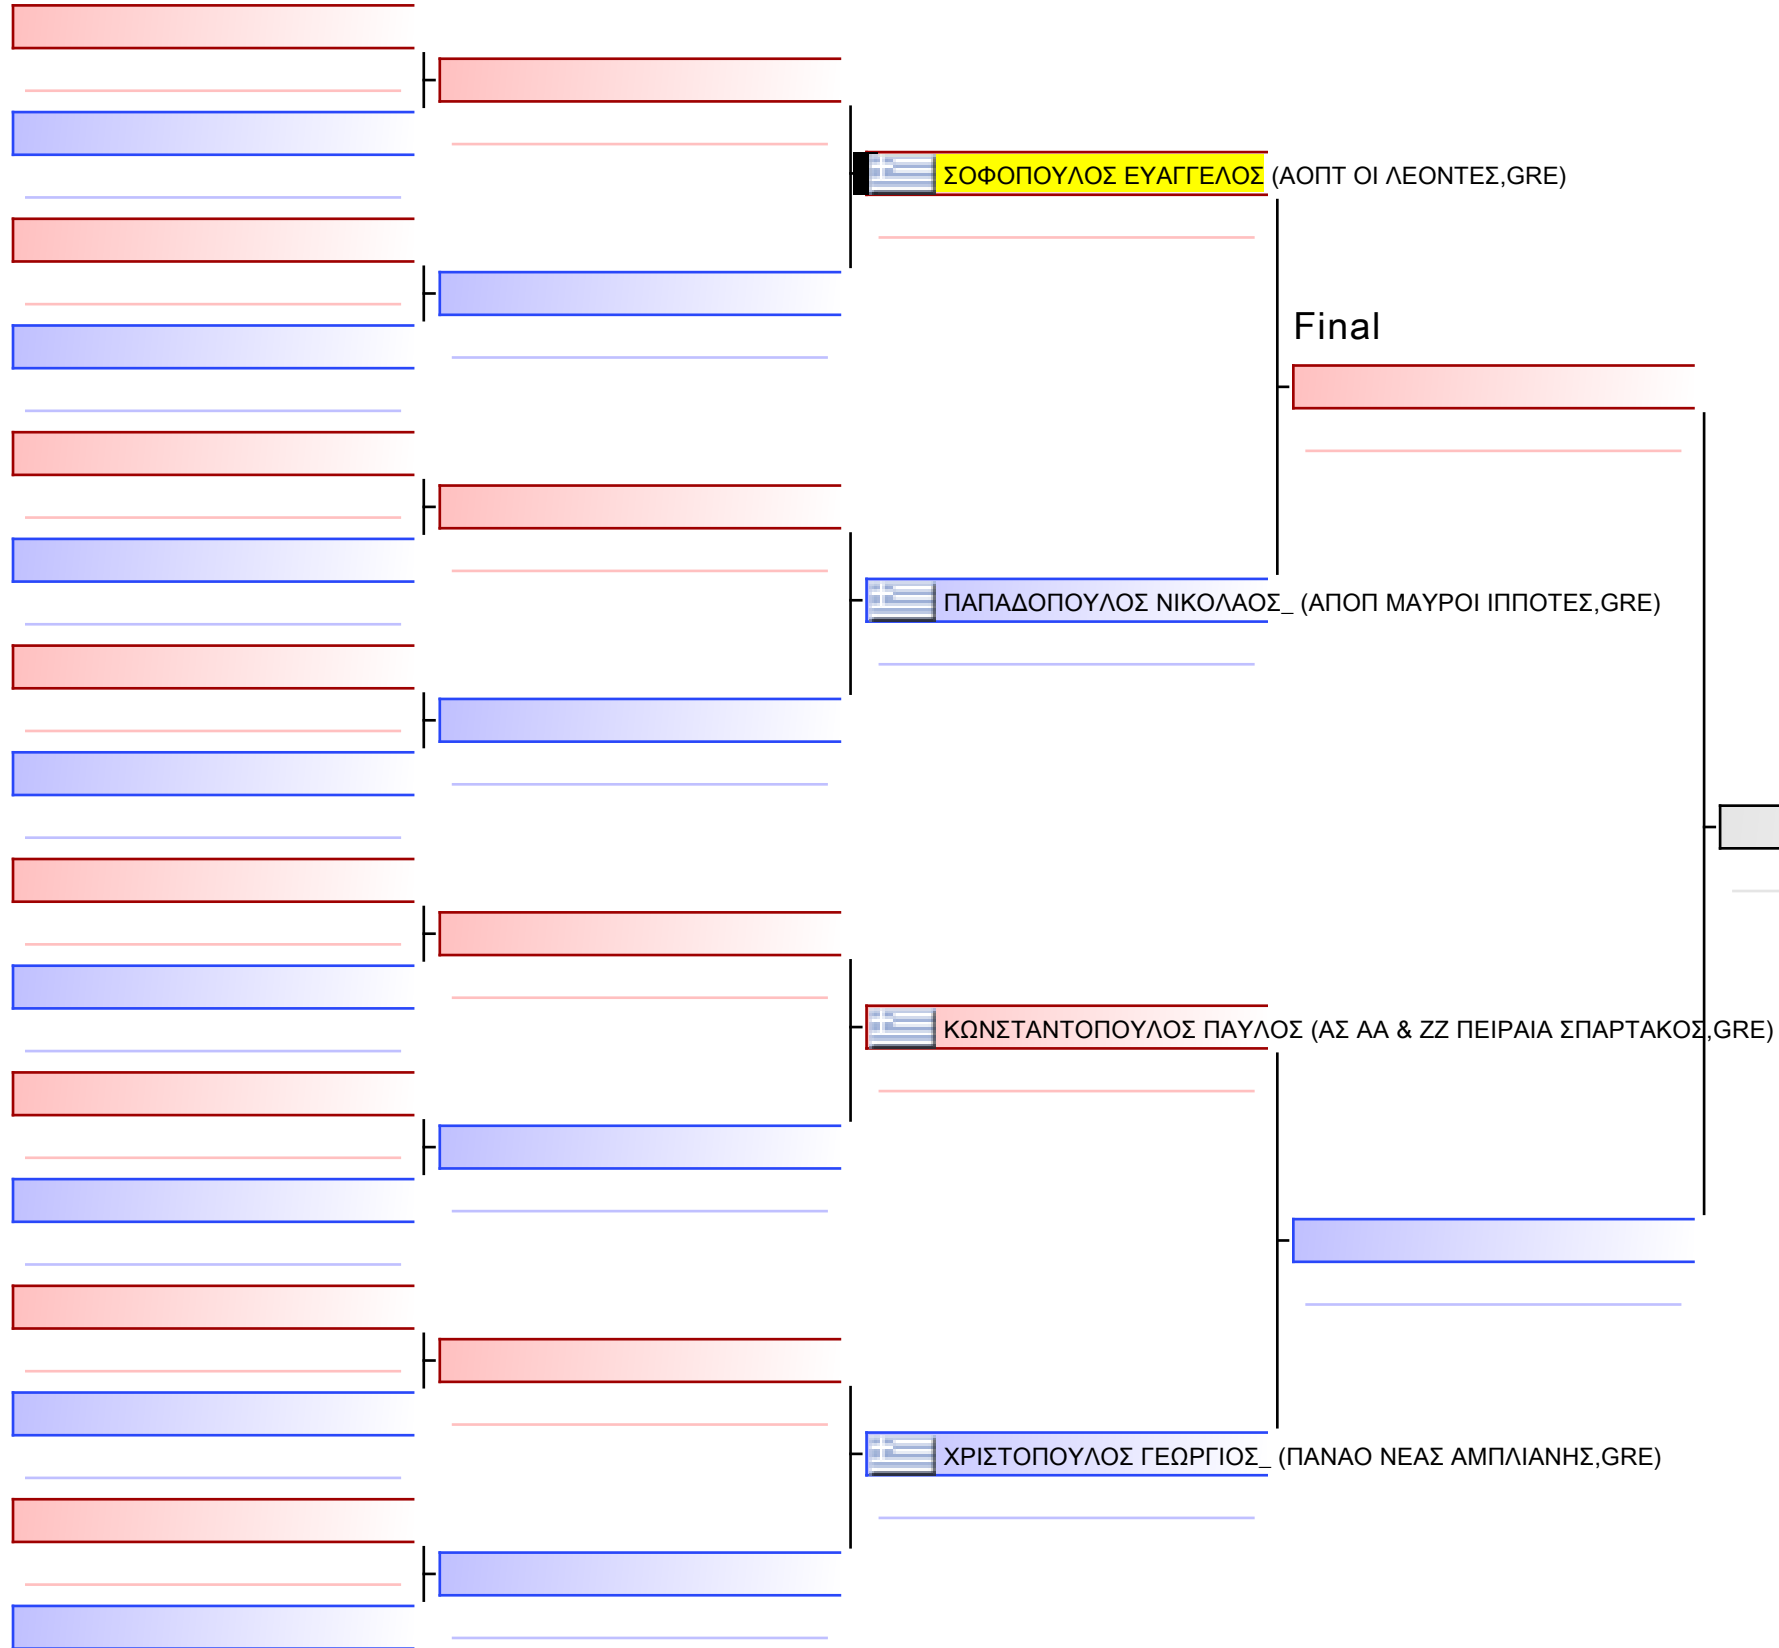 ΣΟΦΟΠΟΥΛΟΣ ΕΥΑΓΓΕΛΟΣ (ΑΟΠΤ ΟΙ ΛΕΟΝΤΕΣ,GRE)
Final
ΠΑΠΑΔΟΠΟΥΛΟΣ ΝΙΚΟΛΑΟΣ_ (ΑΠΟΠ ΜΑΥΡΟΙ ΙΠΠΟΤΕΣ,GRE)
ΚΩΝΣΤΑΝΤΟΠΟΥΛΟΣ ΠΑΥΛΟΣ (ΑΣ ΑΑ & ΖΖ ΠΕΙΡΑΙΑ ΣΠΑΡΤΑΚΟΣ,GRE)
ΧΡΙΣΤΟΠΟΥΛΟΣ ΓΕΩΡΓΙΟΣ_ (ΠΑΝΑΟ ΝΕΑΣ ΑΜΠΛΙΑΝΗΣ,GRE)